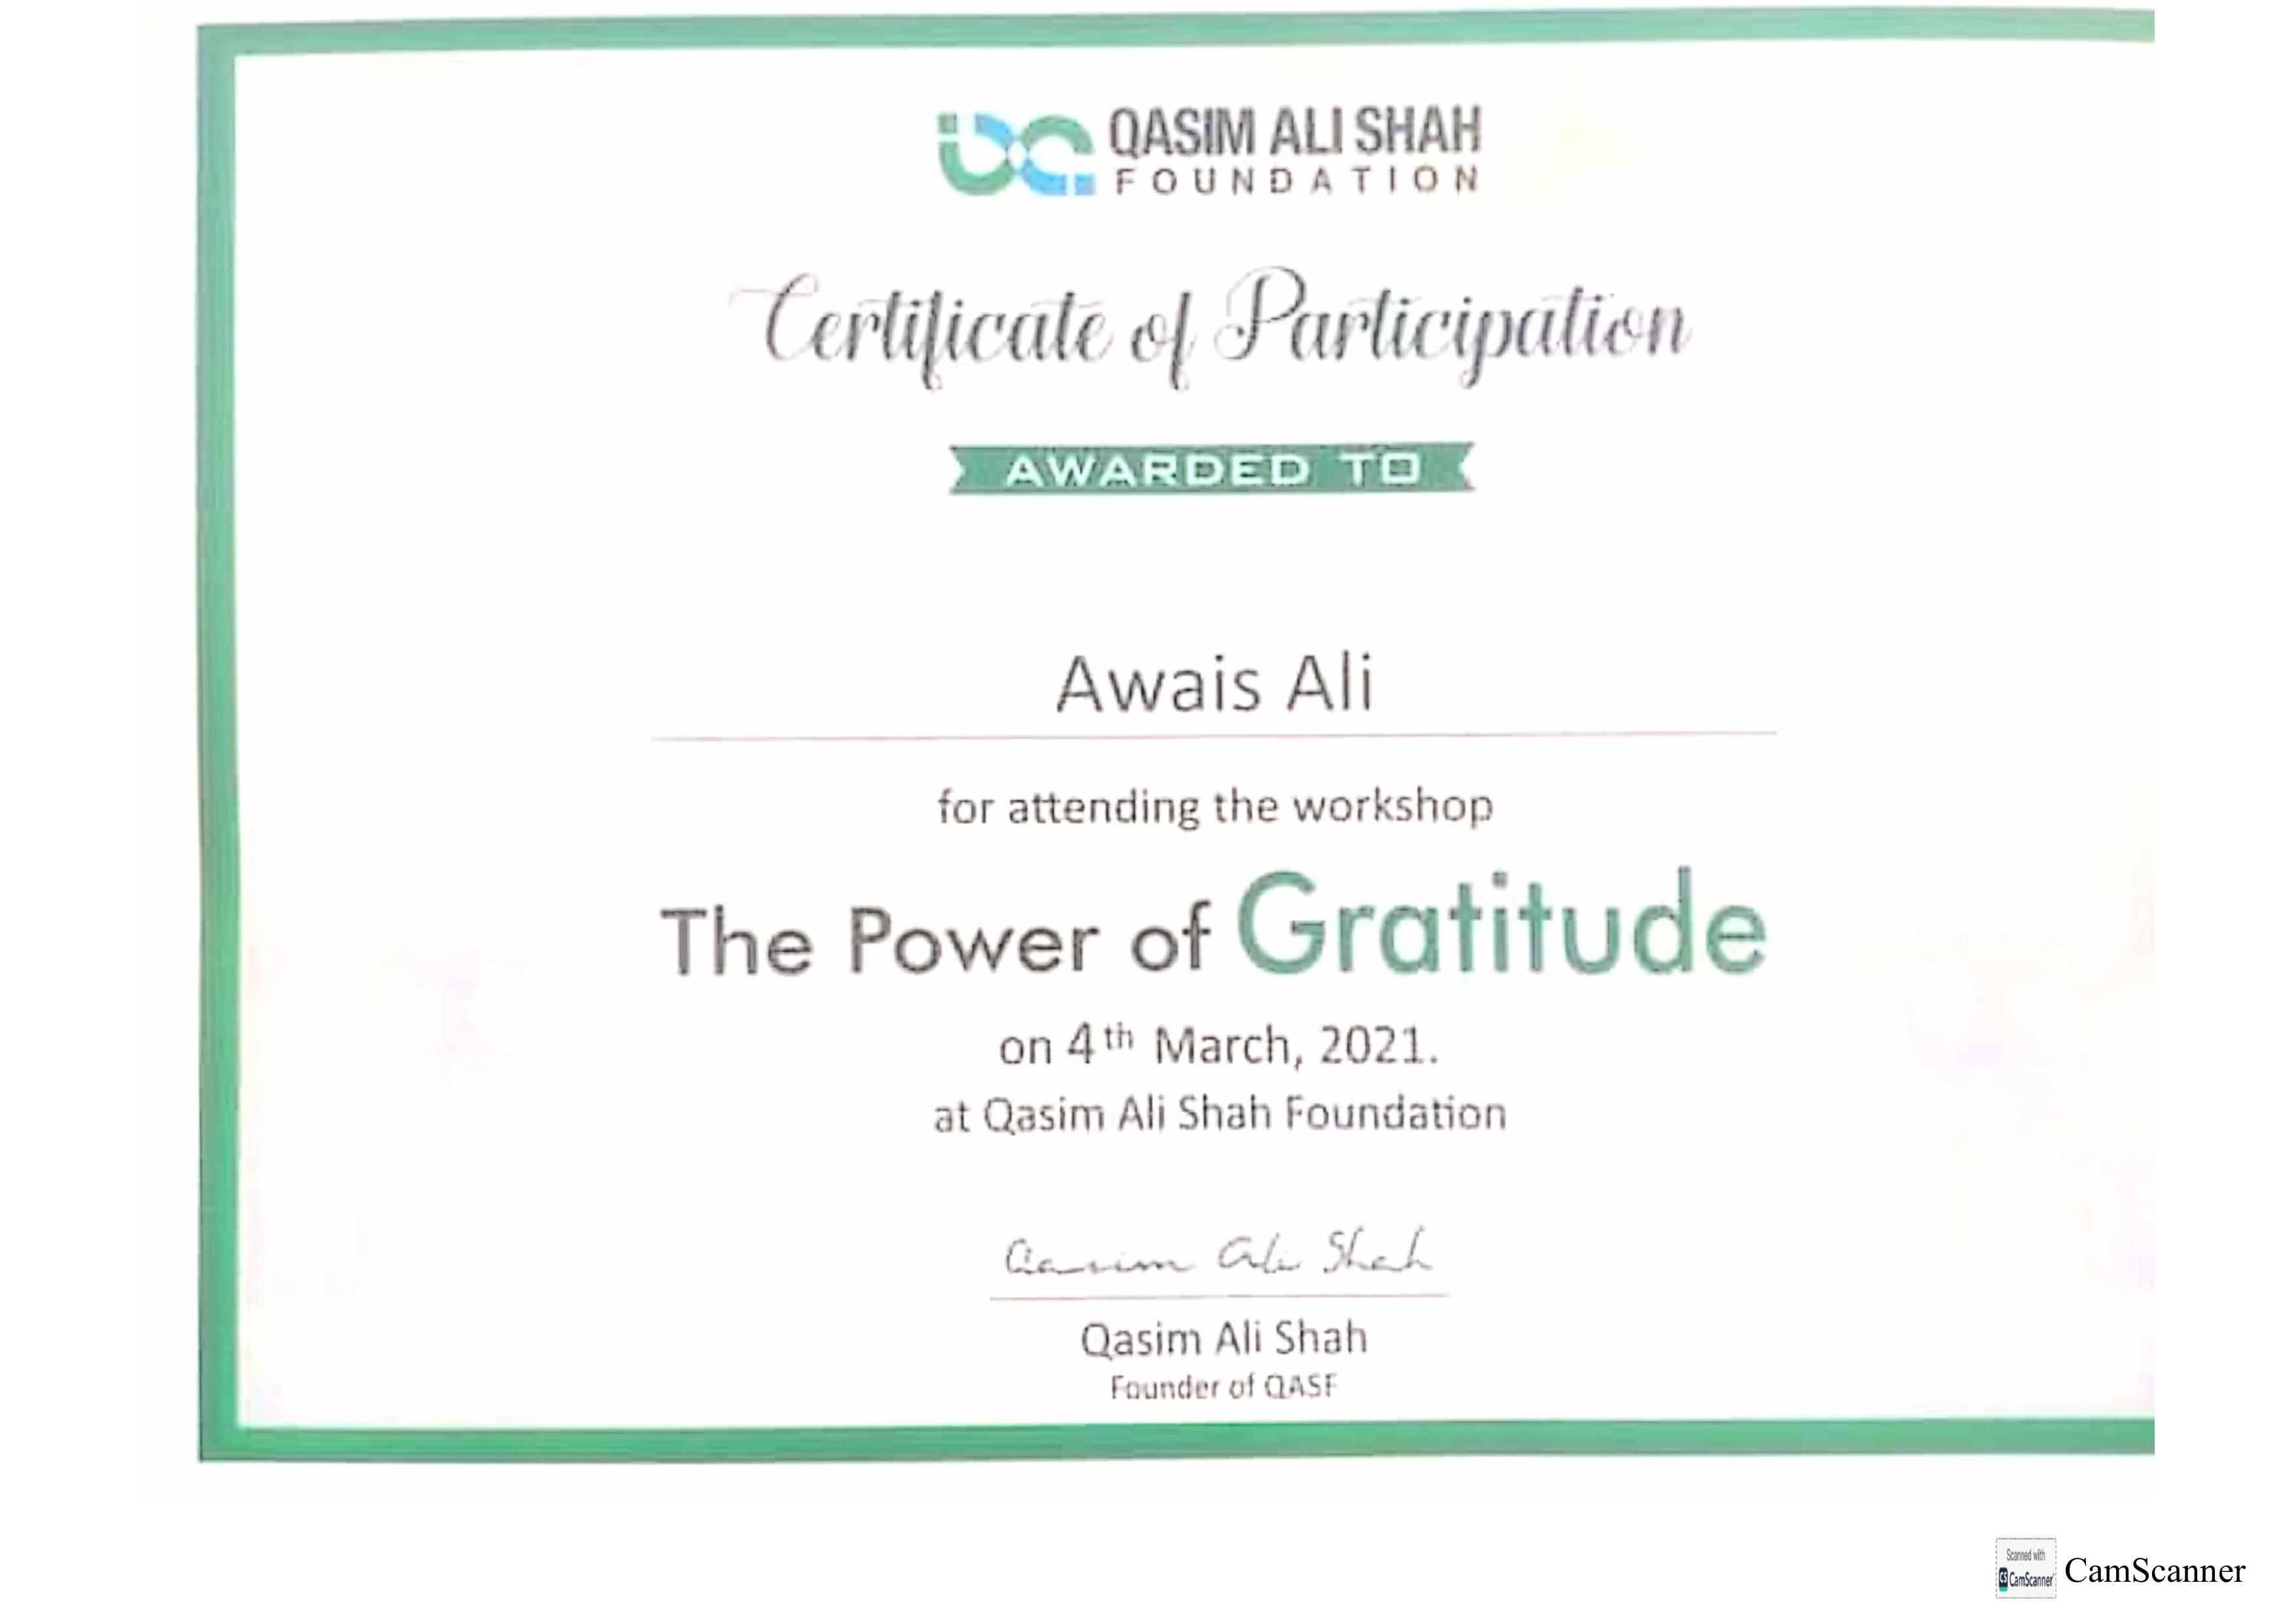 QASIM ALI SHAH
FOUNDATION
Certificate of Participation
AWARDED TO
Awais Ali
for attending the workshop
The Power of Gratitude
on 4th March, 2021.
at Qasim Ali Shah Foundation
Qasim Ali Shah
Qasim Ali Shah
Founder of QASF
Scanned with
CS CamScanner
CamScanner